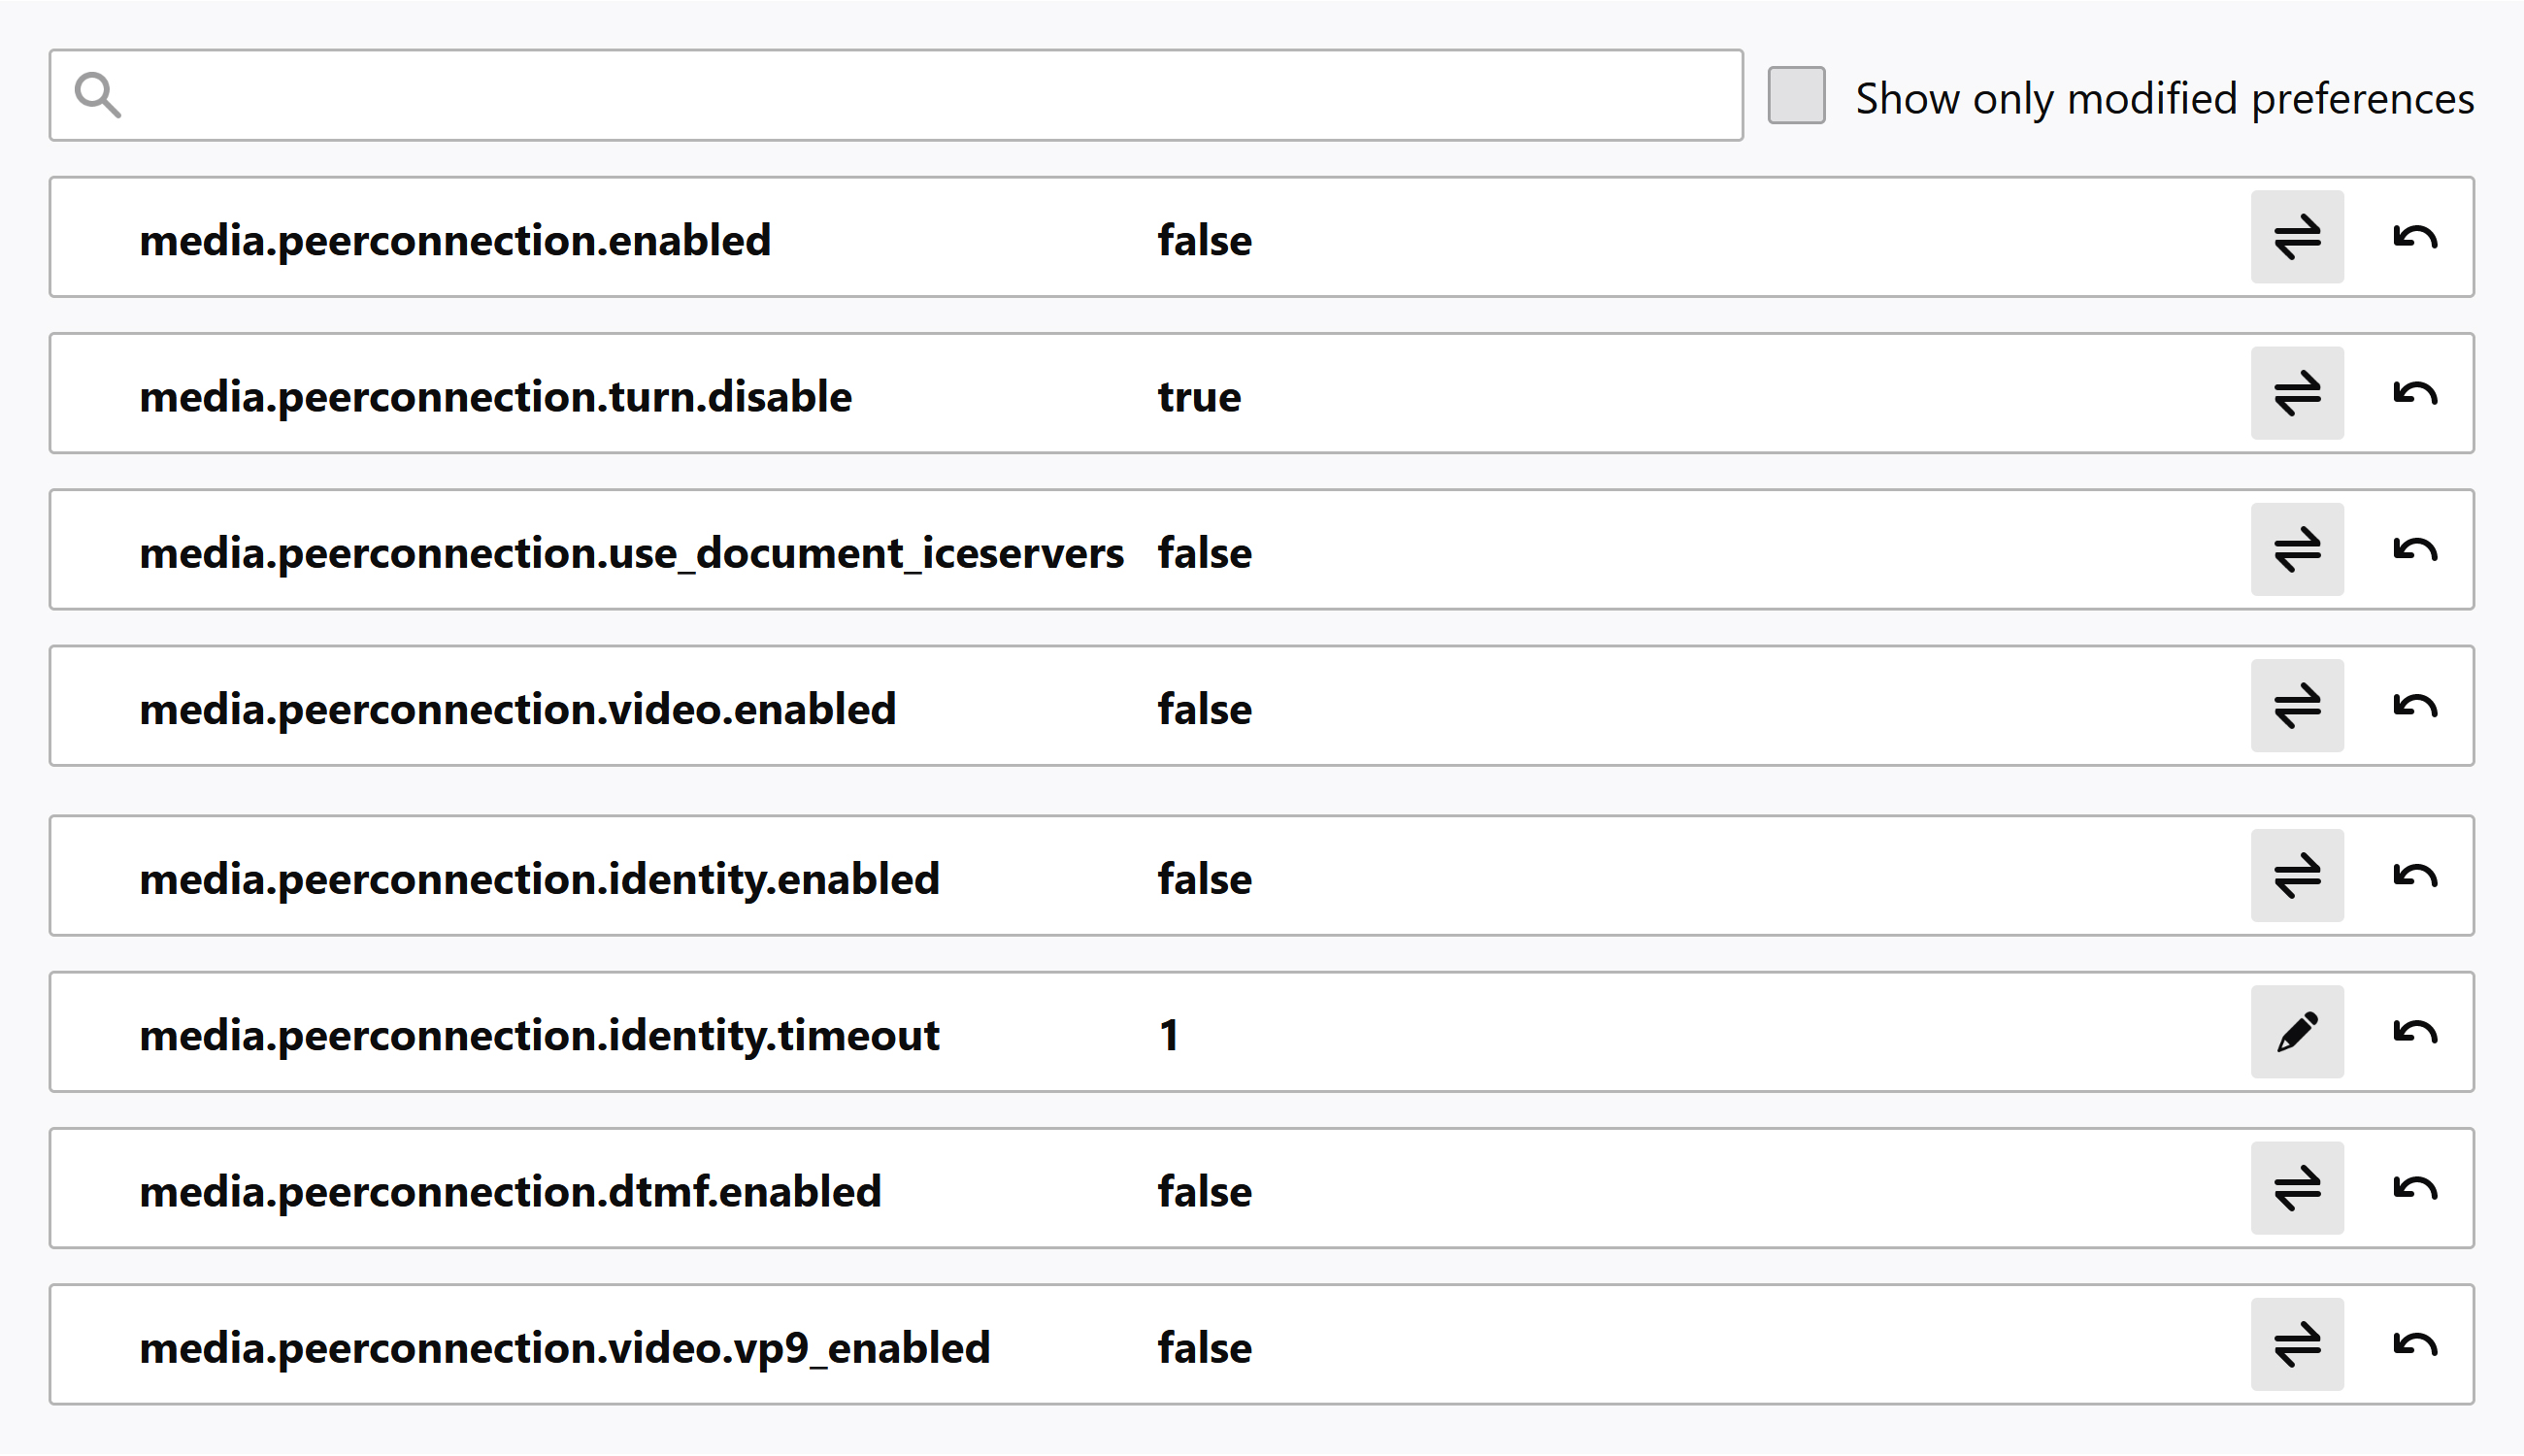 Show only modified preferences
media.peerconnection.enabled false
media.peerconnection.turn.disable true
media.peerconnection.use_document_iceservers false
media.peerconnection.video.enabled false
media.peerconnection.identity.enabled false
media.peerconnection.identity.timeout 1
media.peerconnection.dtmf.enabled false
media.peerconnection.video.vp9_enabled false